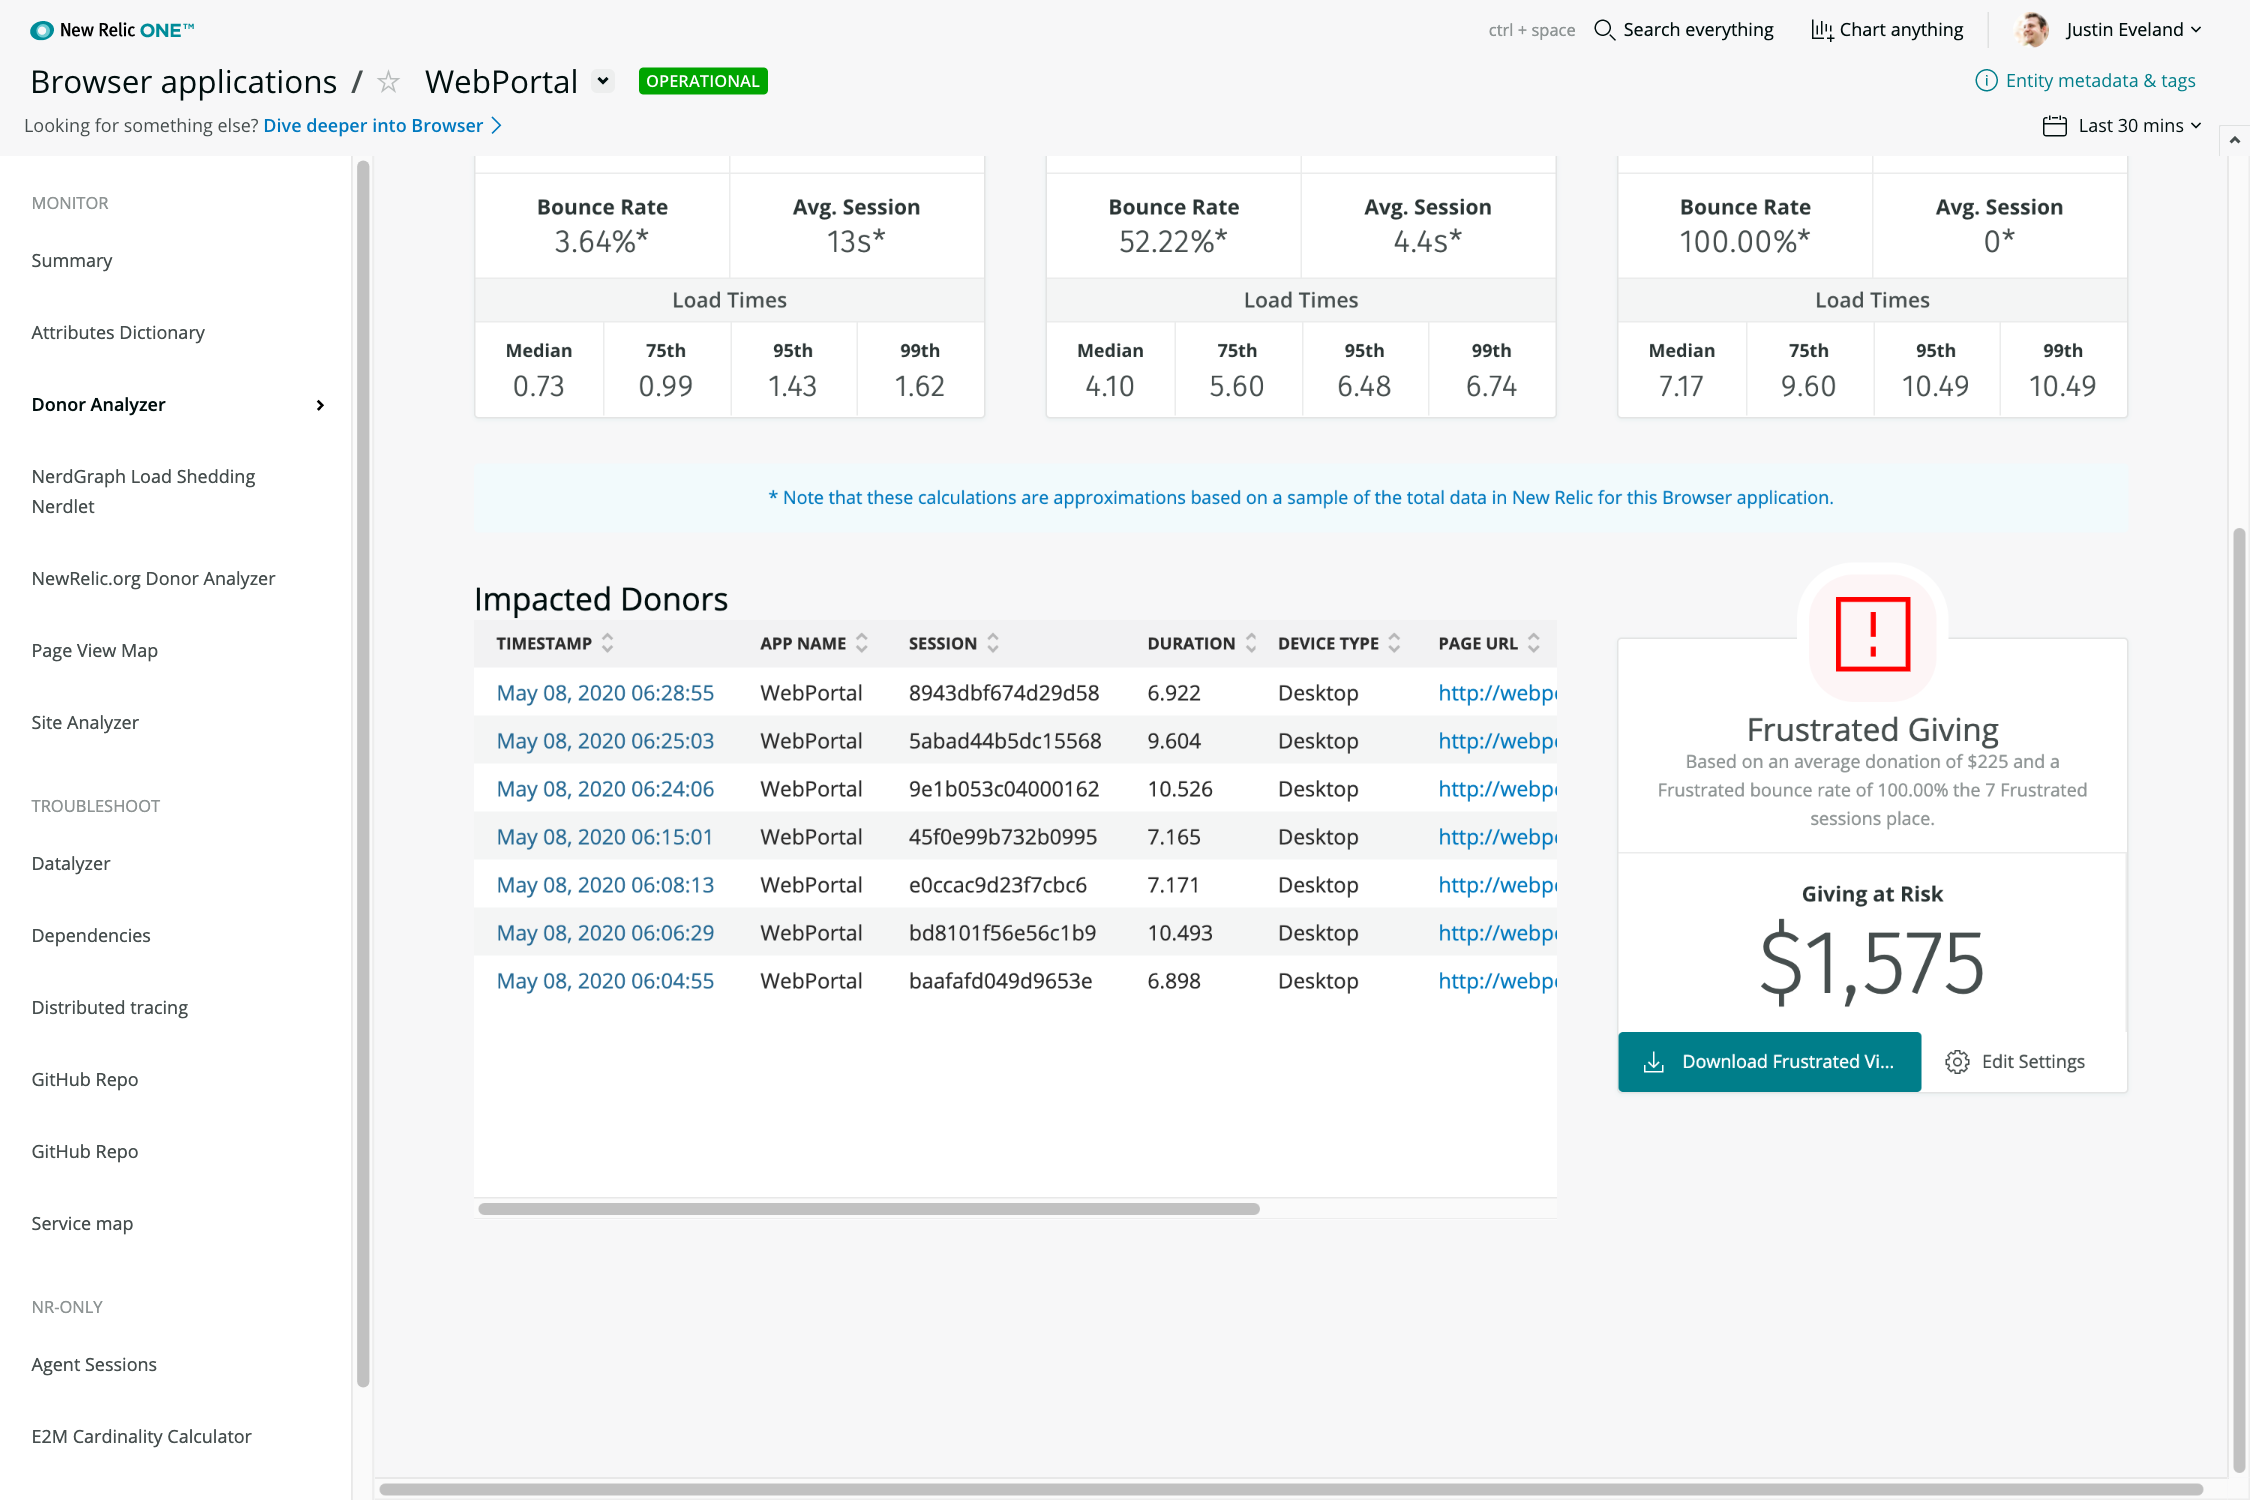 New Relic ONE™
ctrl + space Search everything Chart anything Justin Eveland
Browser applications / WebPortal OPERATIONAL
Entity metadata & tags
Looking for something else? Dive deeper into Browser
Last 30 mins
MONITOR
Summary
Attributes Dictionary
Donor Analyzer
NerdGraph Load Shedding
Nerdlet
NewRelic.org Donor Analyzer
Page View Map
Site Analyzer
TROUBLESHOOT
Datalyzer
Dependencies
Distributed tracing
GitHub Repo
GitHub Repo
Service map
NR-ONLY
Agent Sessions
E2M Cardinality Calculator
Bounce Rate Avg. Session
3.64%* 13s*
Load Times
Median 75th 95th 99th
0.73 0.99 1.43 1.62
Bounce Rate Avg. Session
52.22%* 4.4s*
Load Times
Median 75th 95th 99th
4.10 5.60 6.48 6.74
Bounce Rate Avg. Session
100.00%* 0*
Load Times
Median 75th 95th 99th
7.17 9.60 10.49 10.49
* Note that these calculations are approximations based on a sample of the total data in New Relic for this Browser application.
Impacted Donors
TIMESTAMP APP NAME SESSION DURATION DEVICE TYPE PAGE URL
May 08, 2020 06:28:55 WebPortal 8943dbf674d29d58 6.922 Desktop http://webpo
May 08, 2020 06:25:03 WebPortal 5abad44b5dc15568 9.604 Desktop http://webpo
May 08, 2020 06:24:06 WebPortal 9e1b053c04000162 10.526 Desktop http://webpo
May 08, 2020 06:15:01 WebPortal 45f0e99b732b0995 7.165 Desktop http://webpo
May 08, 2020 06:08:13 WebPortal e0ccac9d23f7cbc6 7.171 Desktop http://webpo
May 08, 2020 06:06:29 WebPortal bd8101f56e56c1b9 10.493 Desktop http://webpo
May 08, 2020 06:04:55 WebPortal baafafd049d9653e 6.898 Desktop http://webpo
Frustrated Giving
Based on an average donation of $225 and a
Frustrated bounce rate of 100.00% the 7 Frustrated
sessions place.
Giving at Risk
$1,575
Download Frustrated Vi... Edit Settings